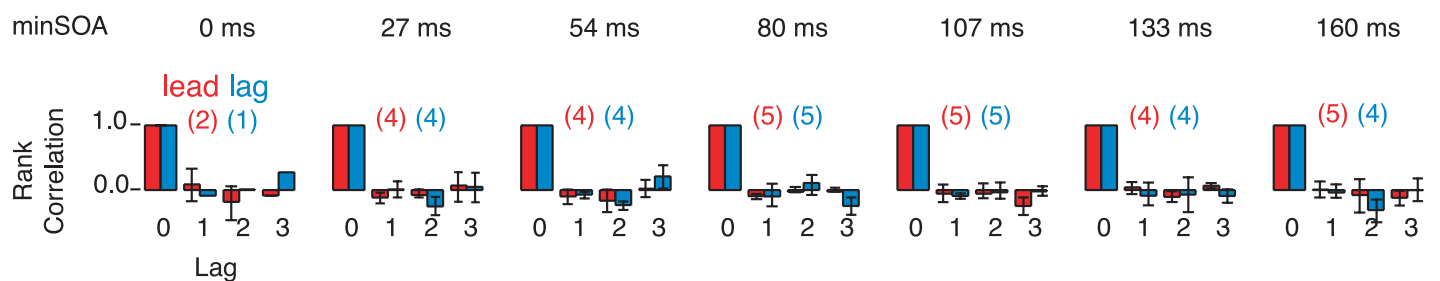 minSOA 0 ms 27 ms 54 ms 80 ms 107 ms 133 ms 160 ms
lead lag
1.0 (2) (1) (4) (4) (4) (4) (5) (5) (5) (5) (4) (4) (5) (4)
Rank
Correlation
0.0
0 1 2 3 0 1 2 3 0 1 2 3 0 1 2 3 0 1 2 3 0 1 2 3 0 1 2 3
Lag